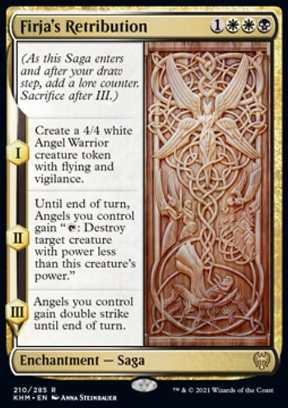 Firja's Retribution 1
(As this Saga enters
and after your draw
step, add a lore counter.
Sacrifice after III.)
I
Create a 4/4 white
Angel Warrior
creature token
with flying and
vigilance.
II
Until end of turn,
Angels you control
gain “: Destroy
target creature
with power less
than this creature's
power.”
III
Angels you control
gain double strike
until end of turn.
Enchantment — Saga
210/285 R
KHM • EN Anna Steinbauer
™ & © 2021 Wizards of the Coast